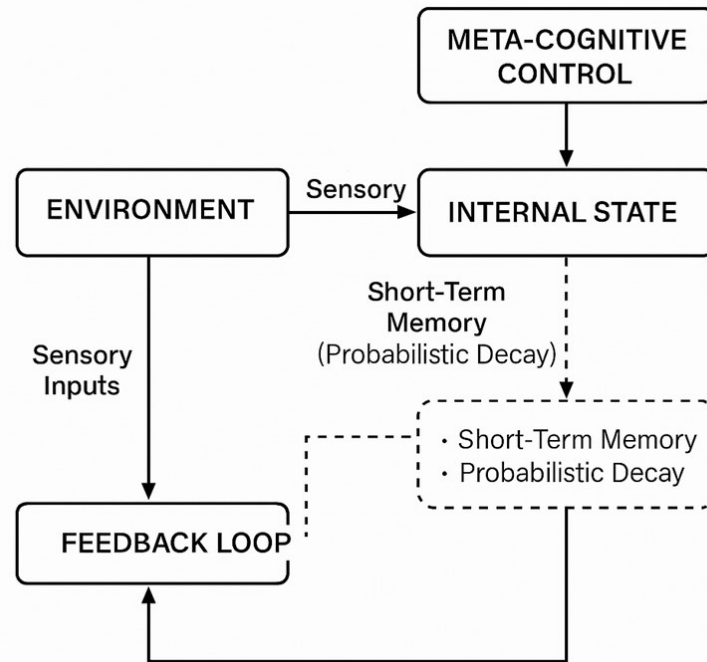 META-COGNITIVE
CONTROL
ENVIRONMENT
Sensory
INTERNAL STATE
Short-Term
Memory
(Probabilistic Decay)
Sensory
Inputs
· Short-Term Memory
· Probabilistic Decay
FEEDBACK LOOP